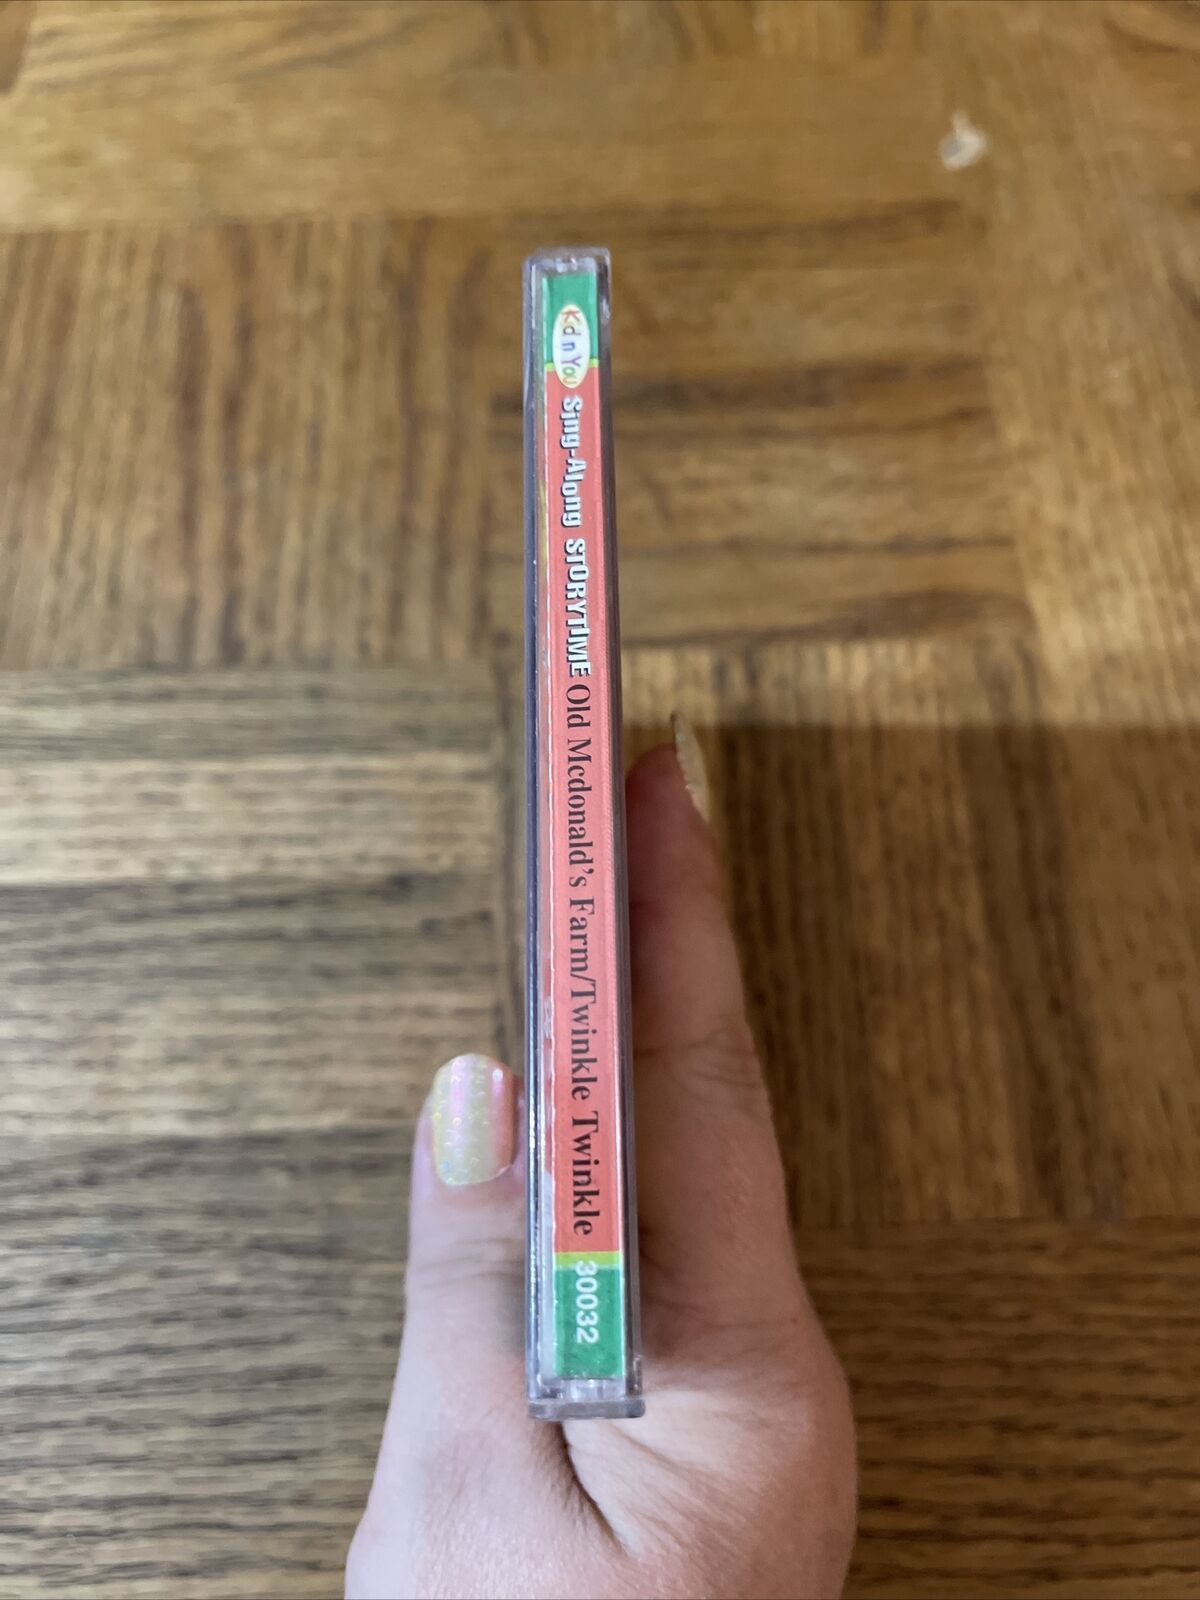 Kid n You
Sing-Along STORYTIME Old Mcdonald's Farm/Twinkle Twinkle
30032